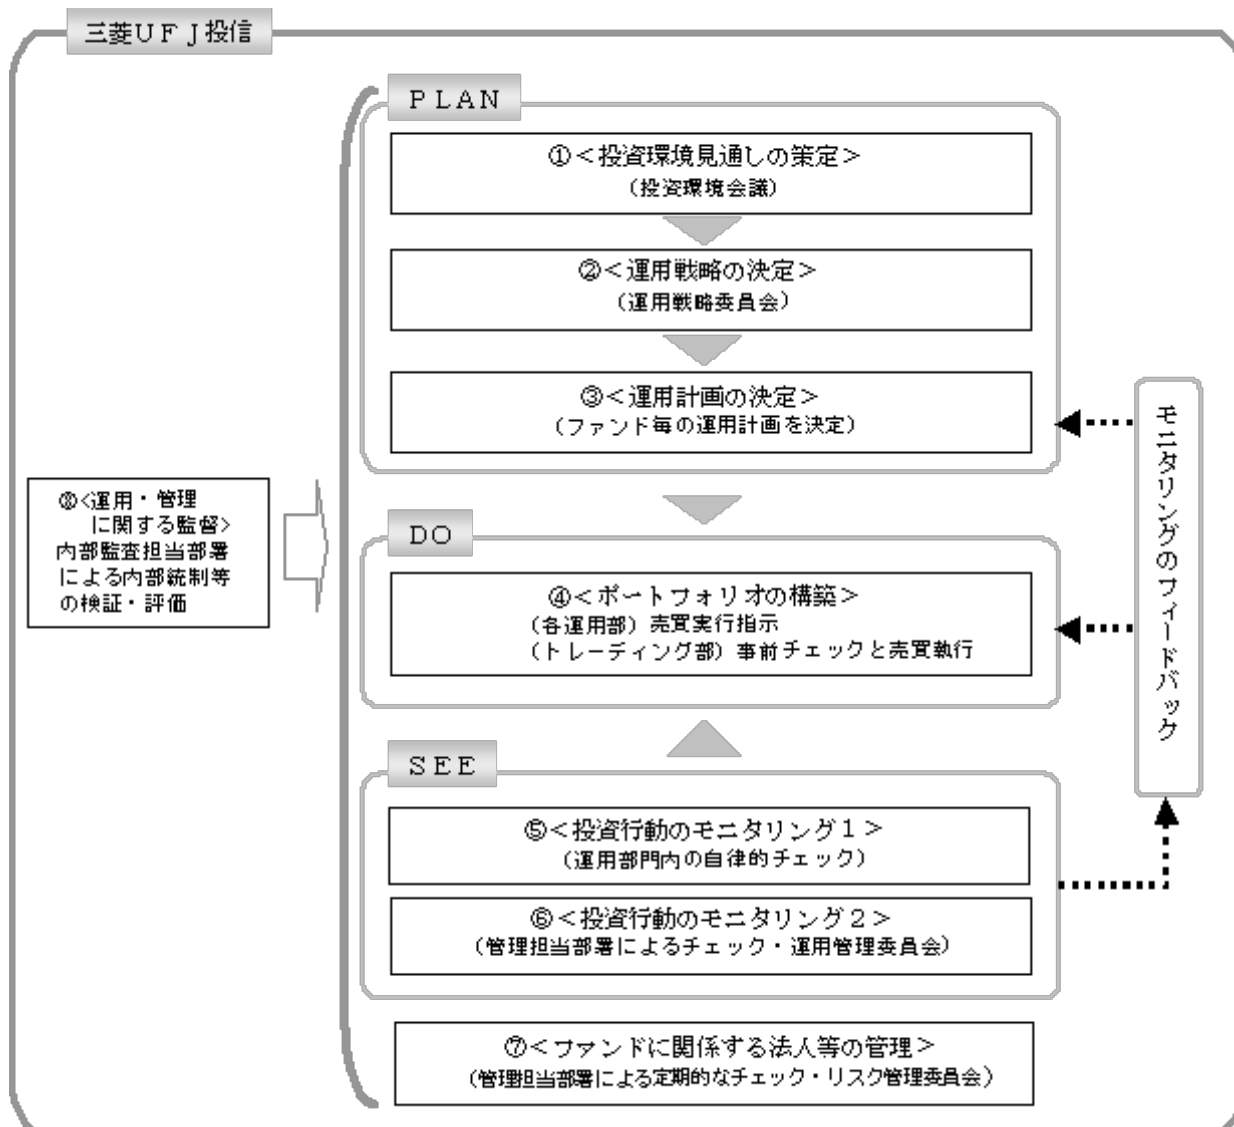 三菱ＵＦＪ投信
ＰＬＡＮ
①＜投資環境見通しの策定＞
（投資環境会議）
②＜運用戦略の決定＞
（運用戦略委員会）
③＜運用計画の決定＞
（ファンド毎の運用計画を決定）
ＤＯ
④＜ポートフォリオの構築＞
（各運用部）売買実行指示
（トレーディング部）事前チェックと売買執行
ＳＥＥ
⑤＜投資行動のモニタリング１＞
（運用部門内の自律的チェック）
⑥＜投資行動のモニタリング２＞
（管理担当部署によるチェック・運用管理委員会）
⑦＜ファンドに関係する法人等の管理＞
（管理担当部署による定期的なチェック・リスク管理委員会）
⑧<運用・管理
に関する監督>
内部監査担当部署
による内部統制等
の検証・評価
モニタリングのフィードバック